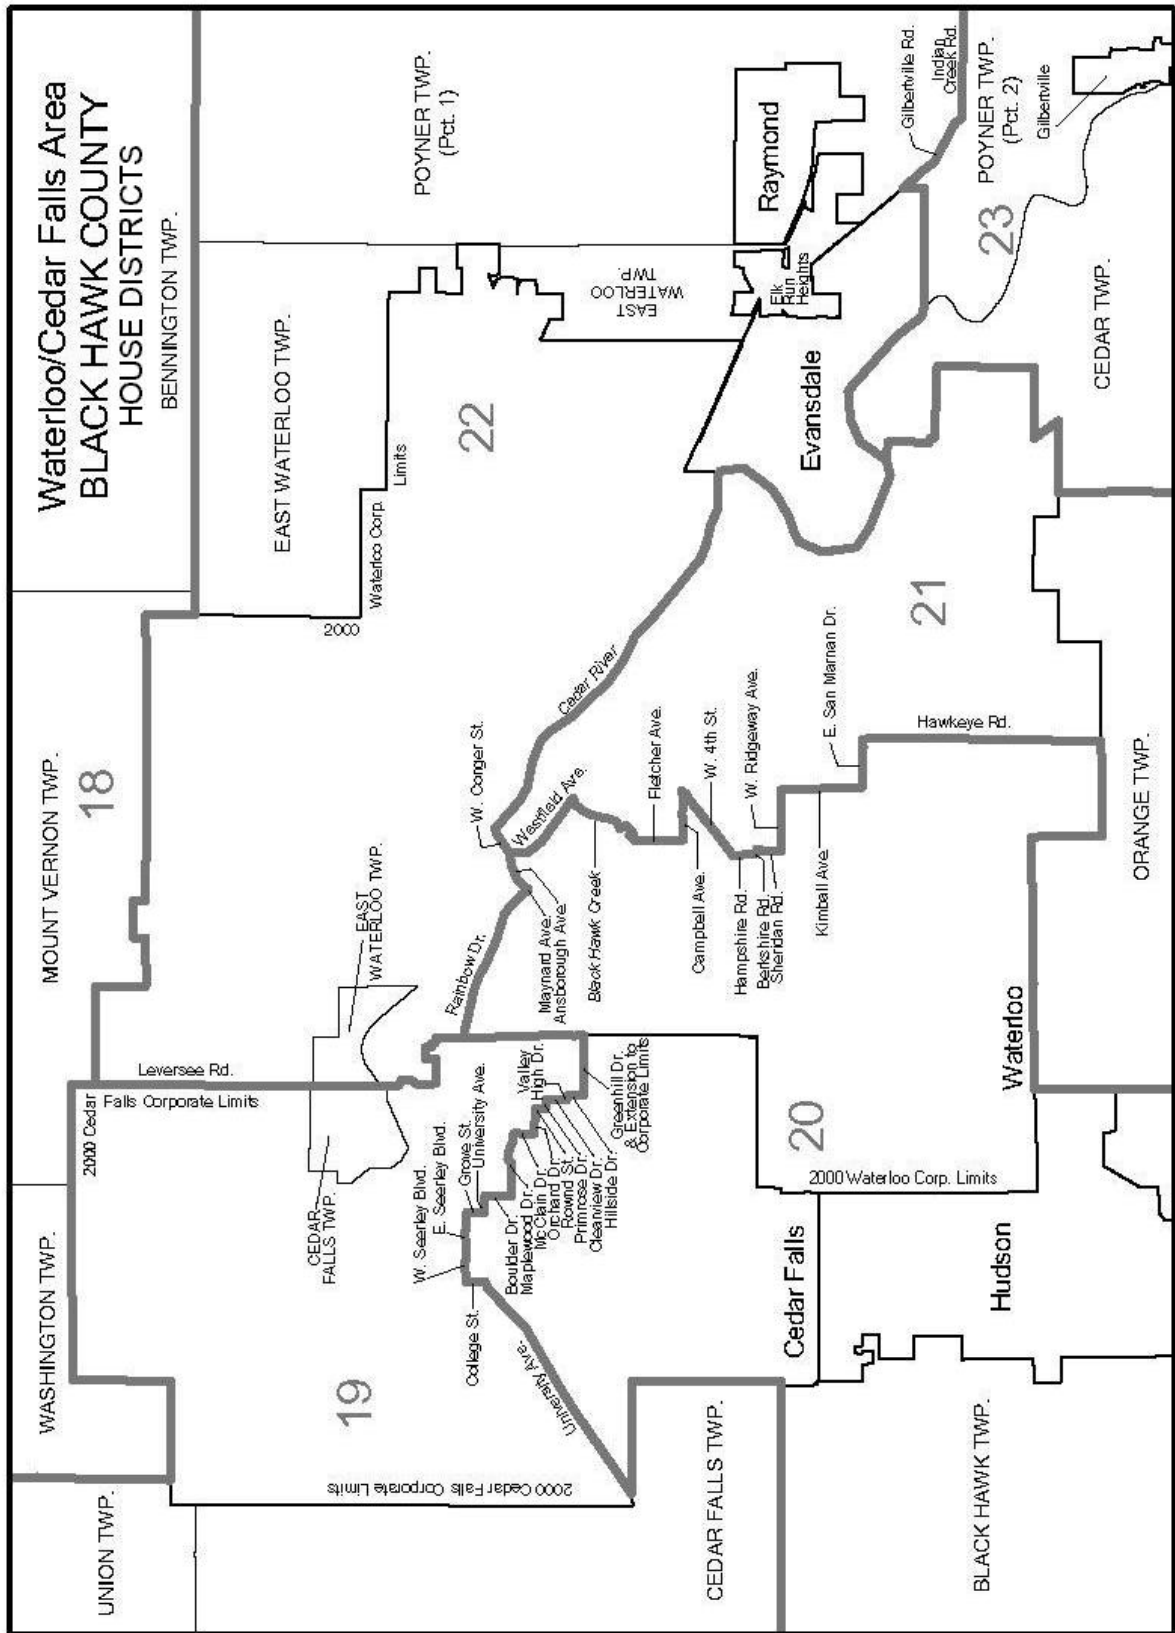 Waterloo/Cedar Falls Area
BLACK HAWK COUNTY
HOUSE DISTRICTS
BENNINGTON TWP.
MOUNT VERNON TWP.
18
WASHINGTON TWP.
UNION TWP.
2000 Cedar
Falls Corporate Limits
Leversee Rd.
EAST WATERLOO TWP.
2000
Waterloo Corp.
Limits
POYNER TWP.
(Pct. 1)
EAST
WATERLOO TWP.
CEDAR
FALLS TWP.
19
22
2000 Cedar Falls Corporate Limits
W. Seerley Blvd.
E. Seerley Blvd.
Grove St.
University Ave.
College St.
University Ave.
Boulder Dr.
Maplewood Dr.
McClain Dr.
Orchard Dr.
Rownd St.
Primrose Dr.
Clearview Dr.
Hillside Dr.
Valley
High Dr.
Greenhill Dr.
& Extension to
Corporate Limits
Rainbow Dr.
W. Conger St.
Westfield Ave.
Cedar River
Maynard Ave.
Ansborough Ave.
Black Hawk Creek
Fletcher Ave.
Campbell Ave.
W. 4th St.
Hampshire Rd.
Berkshire Rd.
Sheridan Rd.
W. Ridgeway Ave.
Kimball Ave.
E. San Marnan Dr.
Hawkeye Rd.
EAST
WATERLOO
TWP.
Raymond
Elk
Run
Heights
Evansdale
Gilbertville Rd.
Indian
Creek Rd.
POYNER TWP.
(Pct. 2)
Gilbertville
23
21
CEDAR TWP.
CEDAR FALLS TWP.
Cedar Falls
20
2000 Waterloo Corp. Limits
Waterloo
Hudson
BLACK HAWK TWP.
ORANGE TWP.